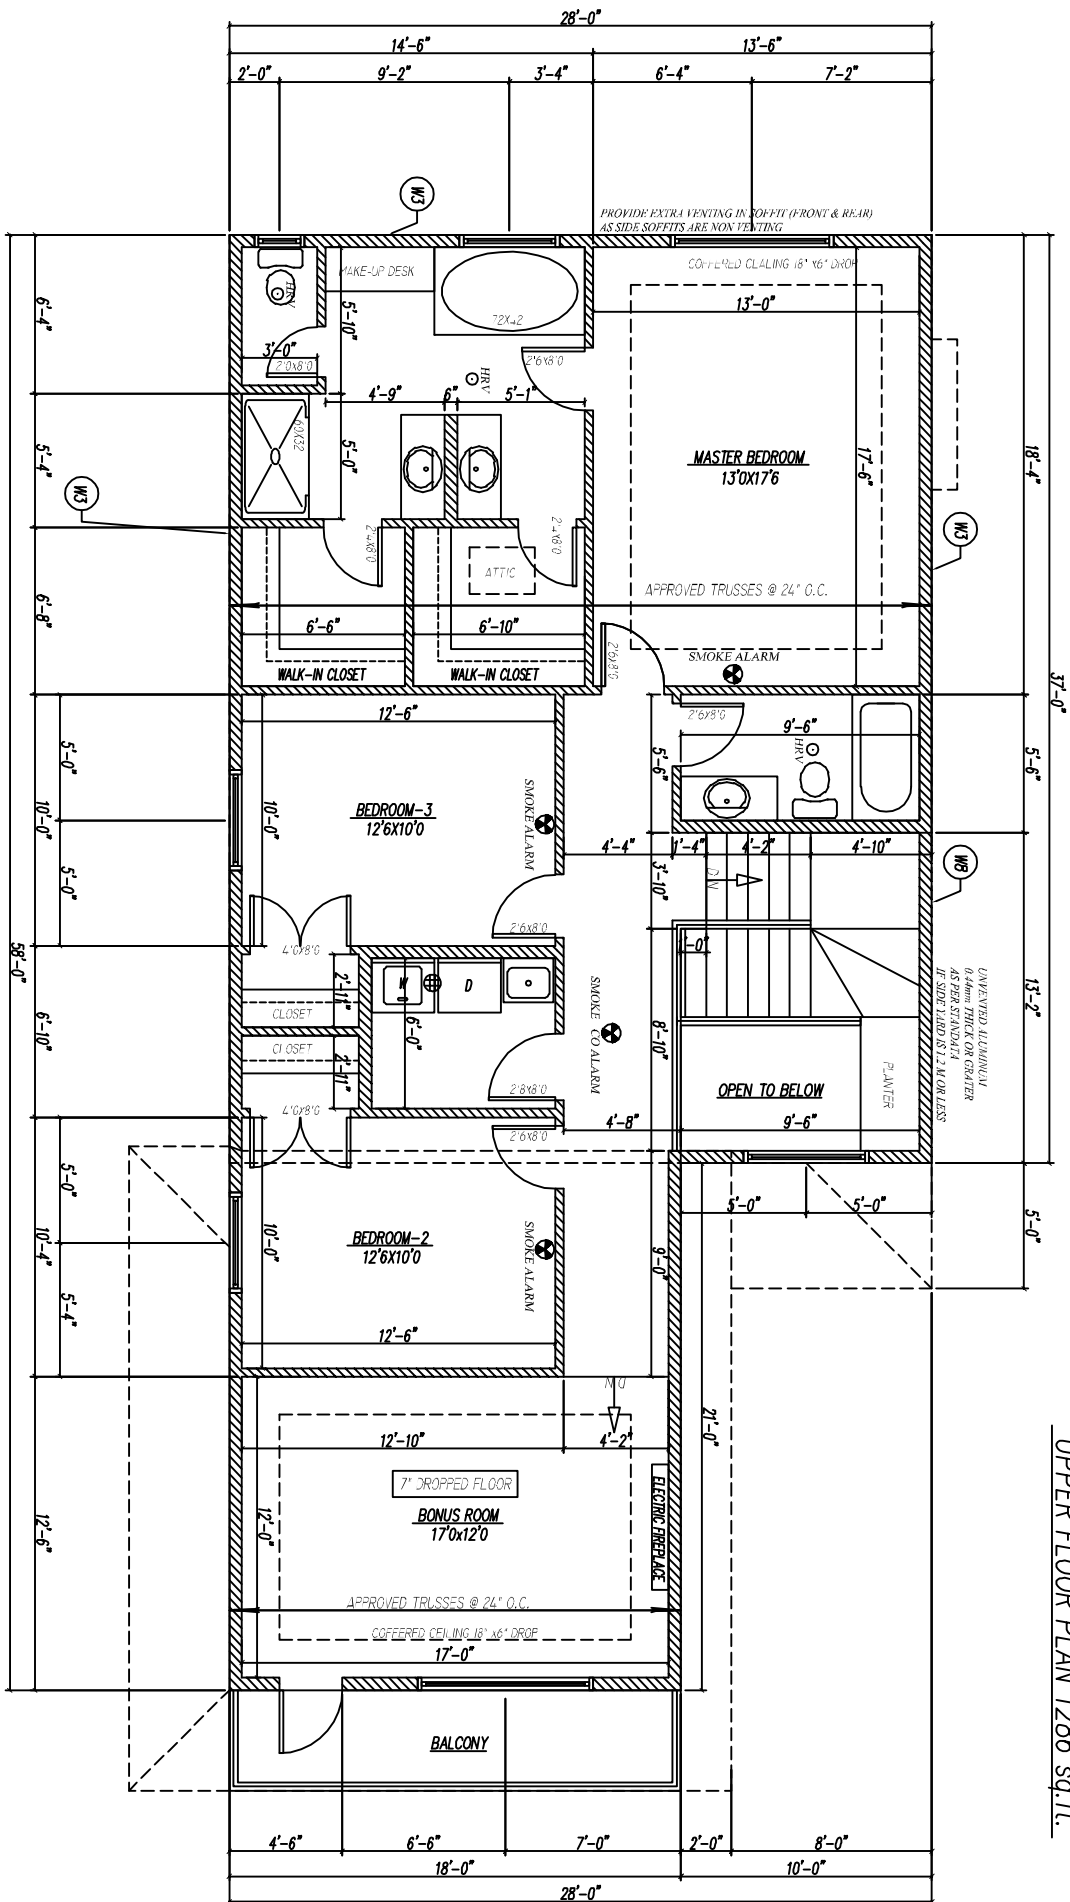 28'-0"
14'-6"
13'-6"
2'-0"
9'-2"
3'-4"
6'-4"
7'-2"
W3
PROVIDE EXTRA VENTING IN SOFFIT (FRONT & REAR)
AS SIDE SOFFITS ARE NON VENTING
COFFERED CLALING 18" x6" DROP
MAKE-UP DESK
HRV
72X42
13'-0"
6'-4"
5'-10"
3'-0"
2'0X8'0
2'6X8'0
HRV
4'-9"
6"
5'-1"
60X32
5'-0"
5'-4"
W3
MASTER BEDROOM
13'0X17'6
17'-6"
18'-4"
W3
37'-0"
2'4X8'0
2'4X8'0
ATTIC
APPROVED TRUSSES @ 24" O.C.
6'-8"
6'-6"
6'-10"
WALK-IN CLOSET
WALK-IN CLOSET
2'6X8'0
SMOKE ALARM
12'-6"
2'6X8'0
9'-6"
HRV
5'-6"
5'-6"
5'-0"
10'-0"
5'-0"
10'-0"
BEDROOM-3
12'6X10'0
SMOKE ALARM
4'-4"
1'-4"
4'-2"
4'-10"
3'-10"
DN
W8
2'6X8'0
4'0X8'0
58'-0"
2'-11"
CLOSET
W
D
6'-0"
SMOKE CO ALARM
8'-10"
13'-2"
UNVENTED ALUMINUM
0.44mm THICK OR GRATER
AS PER STANDATA
IF SIDE YARD IS 1.2 M OR LESS
6'-10"
CLOSET
2'-11"
4'0X8'0
2'8X8'0
OPEN TO BELOW
PLANTER
4'-8"
9'-6"
2'6X8'0
5'-0"
10'-4"
5'-4"
10'-0"
BEDROOM-2
12'6X10'0
SMOKE ALARM
9'-0"
5'-0"
5'-0"
5'-0"
12'-6"
DN
12'-10"
4'-2"
21'-0"
7" DROPPED FLOOR
BONUS ROOM
17'0x12'0
ELECTRIC FIREPLACE
12'-0"
12'-6"
APPROVED TRUSSES @ 24" O.C.
COFFERED CEILING 18" x6" DROP
17'-0"
BALCONY
4'-6"
6'-6"
7'-0"
2'-0"
8'-0"
18'-0"
10'-0"
28'-0"
UPPER FLOOR PLAN 1286 sq.ft.